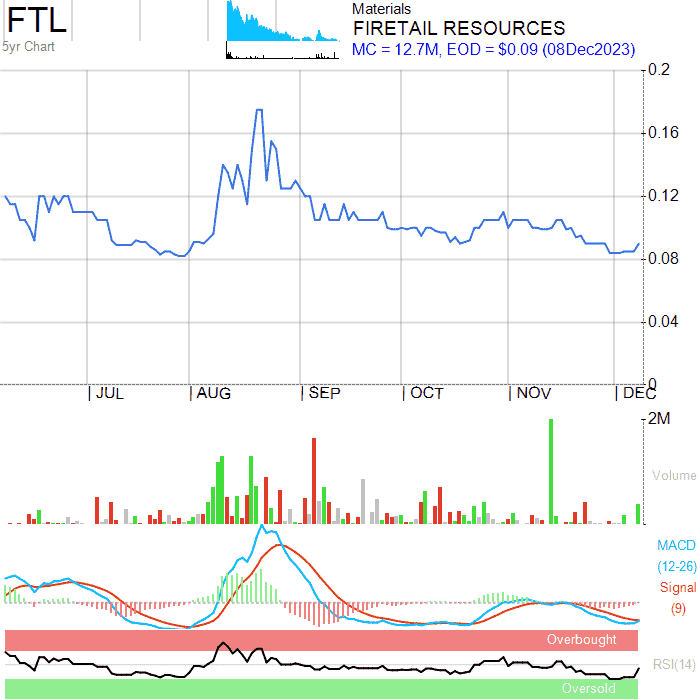 FTL
5yr Chart
Materials
FIRETAIL RESOURCES
MC = 12.7M, EOD = $0.09 (08Dec2023)
0.2
0.16
0.12
0.08
0.04
0
JUL AUG SEP OCT NOV DEC
2M
Volume
MACD
(12-26)
Signal
(9)
Overbought
RSI(14)
Oversold